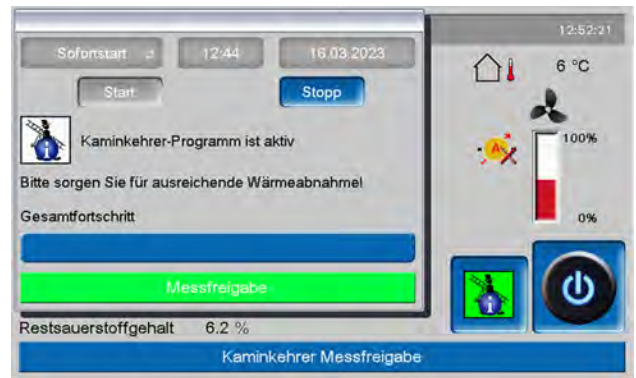 12:52:21
Sofortstart 12:44 16.03.2023
6 °C
Start Stopp
Kaminkehrer-Programm ist aktiv
100%
Bitte sorgen Sie für ausreichende Wärmeabnahme!
Gesamtfortschritt
0%
Messfreigabe
Restsauerstoffgehalt 6.2 %
Kaminkehrer Messfreigabe